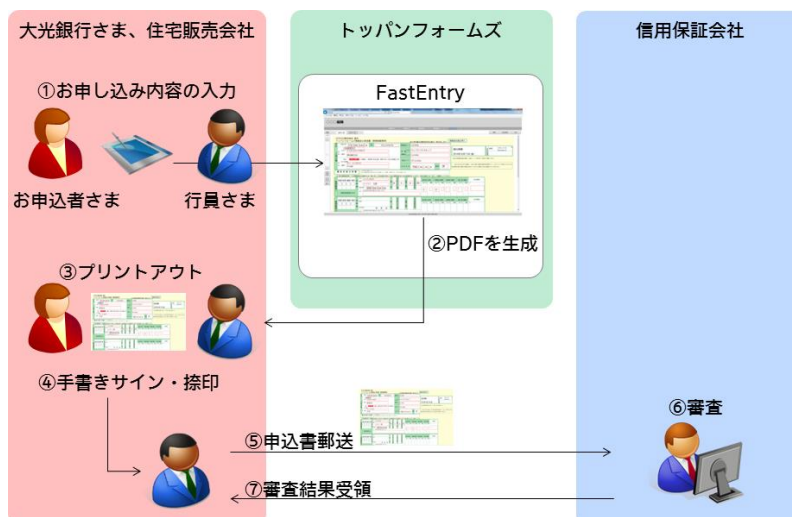 大光銀行さま、住宅販売会社
トッパンフォームズ
信用保証会社
①お申し込み内容の入力
FastEntry
お申込者さま
行員さま
②PDFを生成
③プリントアウト
④手書きサイン・捺印
⑤申込書郵送
⑥審査
⑦審査結果受領